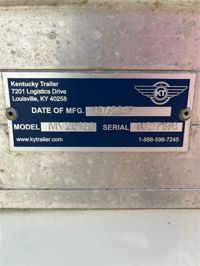 Kentucky Trailer
7201 Logistics Drive
Louisville, KY 40258
KT
DATE OF MFG.
MODEL SERIAL
www.kytrailer.com 1-888-598-7245